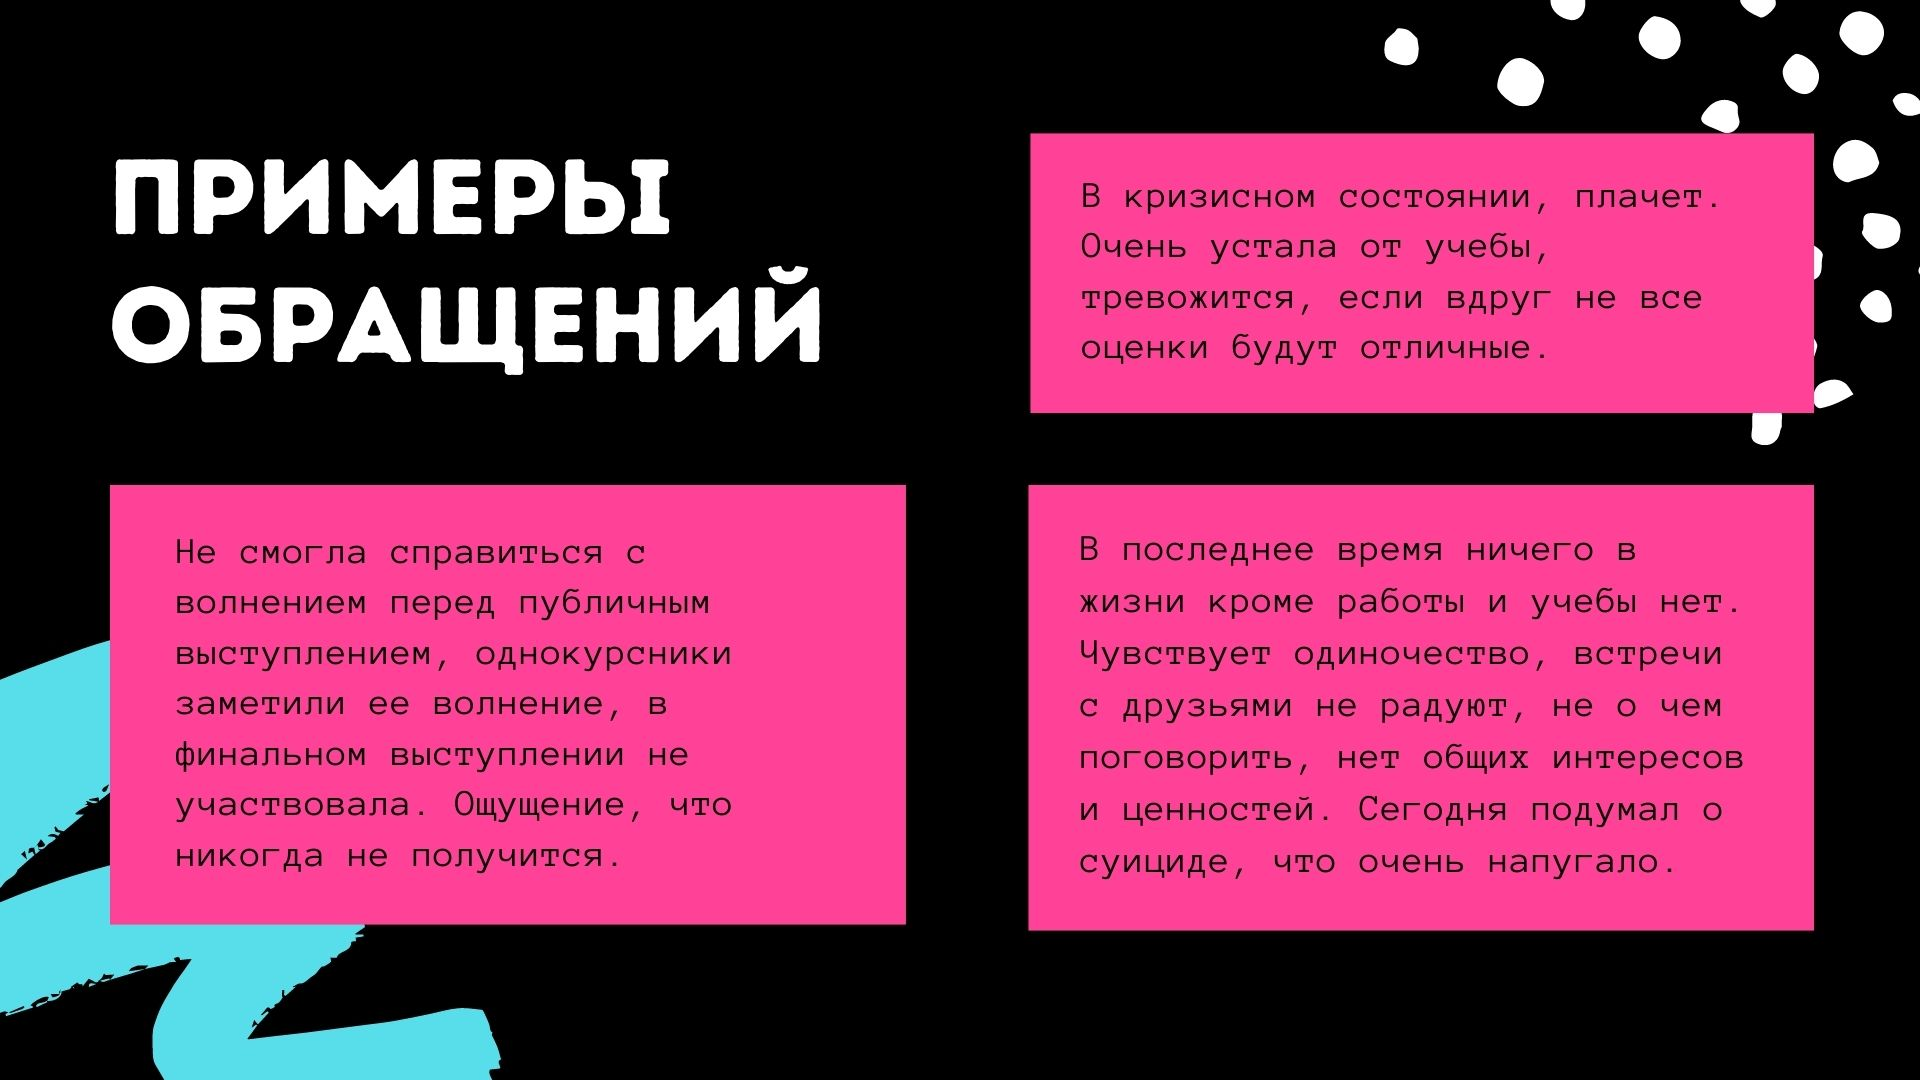 ПРИМЕРЫ
ОБРАЩЕНИЙ
В кризисном состоянии, плачет.
Очень устала от учебы,
тревожится, если вдруг не все
оценки будут отличные.
Не смогла справиться с
волнением перед публичным
выступлением, однокурсники
заметили ее волнение, в
финальном выступлении не
участвовала. Ощущение, что
никогда не получится.
В последнее время ничего в
жизни кроме работы и учебы нет.
Чувствует одиночество, встречи
с друзьями не радуют, не о чем
поговорить, нет общих интересов
и ценностей. Сегодня подумал о
суициде, что очень напугало.